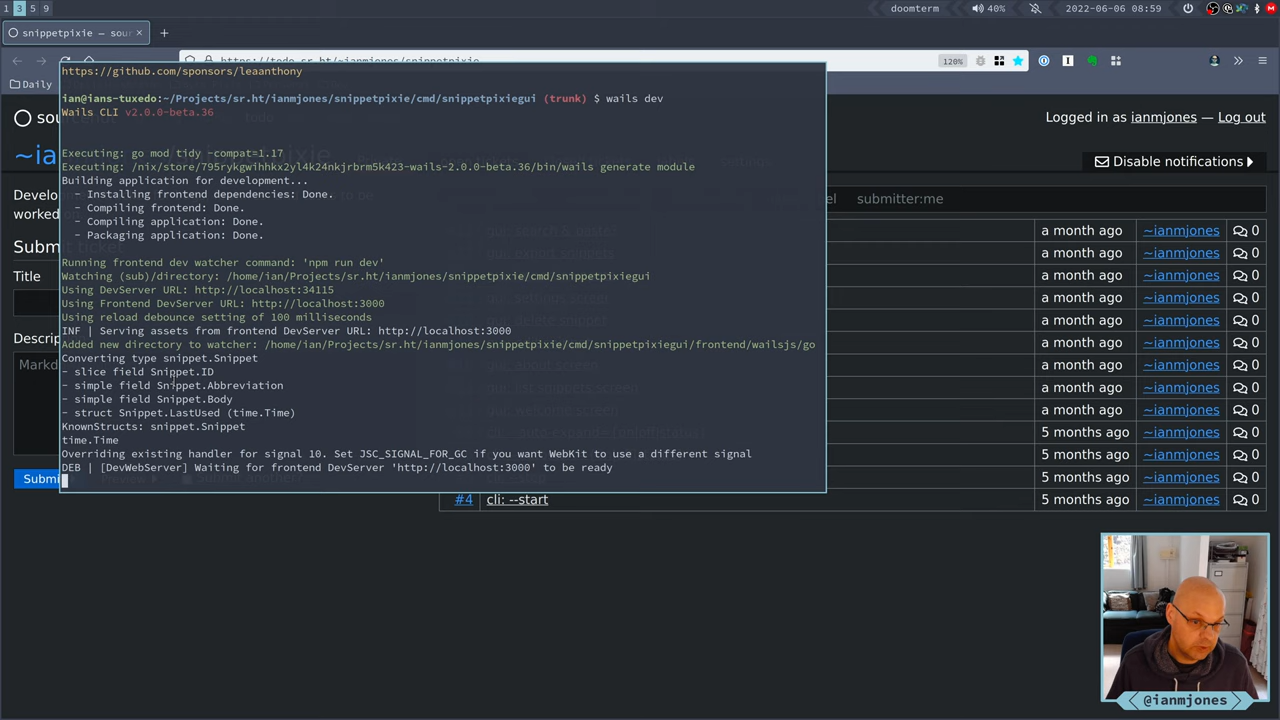 1 3 5 9
doomterm
40%
2022-06-06 08:59
snippetpixie — sour
https://todo.sr.ht/~ianmjones/snippetpixie
120%
Daily
Logged in as ianmjones — Log out
~ia
Disable notifications
Develo
worked o
submitter:me
Submit
Title
Descrip
Markd
Submi
https://github.com/sponsors/leaanthony
ian@ians-tuxedo:~/Projects/sr.ht/ianmjones/snippetpixie/cmd/snippetpixiegui (trunk) $ wails dev
Wails CLI v2.0.0-beta.36
Executing: go mod tidy -compat=1.17
Executing: /nix/store/795rykgwihhkx2yl4k24nkjrbrm5k423-wails-2.0.0-beta.36/bin/wails generate module
Building application for development...
- Installing frontend dependencies: Done.
- Compiling frontend: Done.
- Compiling application: Done.
- Packaging application: Done.
Running frontend dev watcher command: 'npm run dev'
Watching (sub)/directory: /home/ian/Projects/sr.ht/ianmjones/snippetpixie/cmd/snippetpixiegui
Using DevServer URL: http://localhost:34115
Using Frontend DevServer URL: http://localhost:3000
Using reload debounce setting of 100 milliseconds
INF | Serving assets from frontend DevServer URL: http://localhost:3000
Added new directory to watcher: /home/ian/Projects/sr.ht/ianmjones/snippetpixie/cmd/snippetpixiegui/frontend/wailsjs/go
Converting type snippet.Snippet
- slice field Snippet.ID
- simple field Snippet.Abbreviation
- simple field Snippet.Body
- struct Snippet.LastUsed (time.Time)
KnownStructs: snippet.Snippet
time.Time
Overriding existing handler for signal 10. Set JSC_SIGNAL_FOR_GC if you want WebKit to use a different signal
DEB | [DevWebServer] Waiting for frontend DevServer 'http://localhost:3000' to be ready
a month ago ~ianmjones 0
a month ago ~ianmjones 0
a month ago ~ianmjones 0
a month ago ~ianmjones 0
a month ago ~ianmjones 0
a month ago ~ianmjones 0
a month ago ~ianmjones 0
a month ago ~ianmjones 0
a month ago ~ianmjones 0
5 months ago ~ianmjones 0
5 months ago ~ianmjones 0
5 months ago ~ianmjones 0
#4 cli: --start 5 months ago ~ianmjones 0
@ianmjones